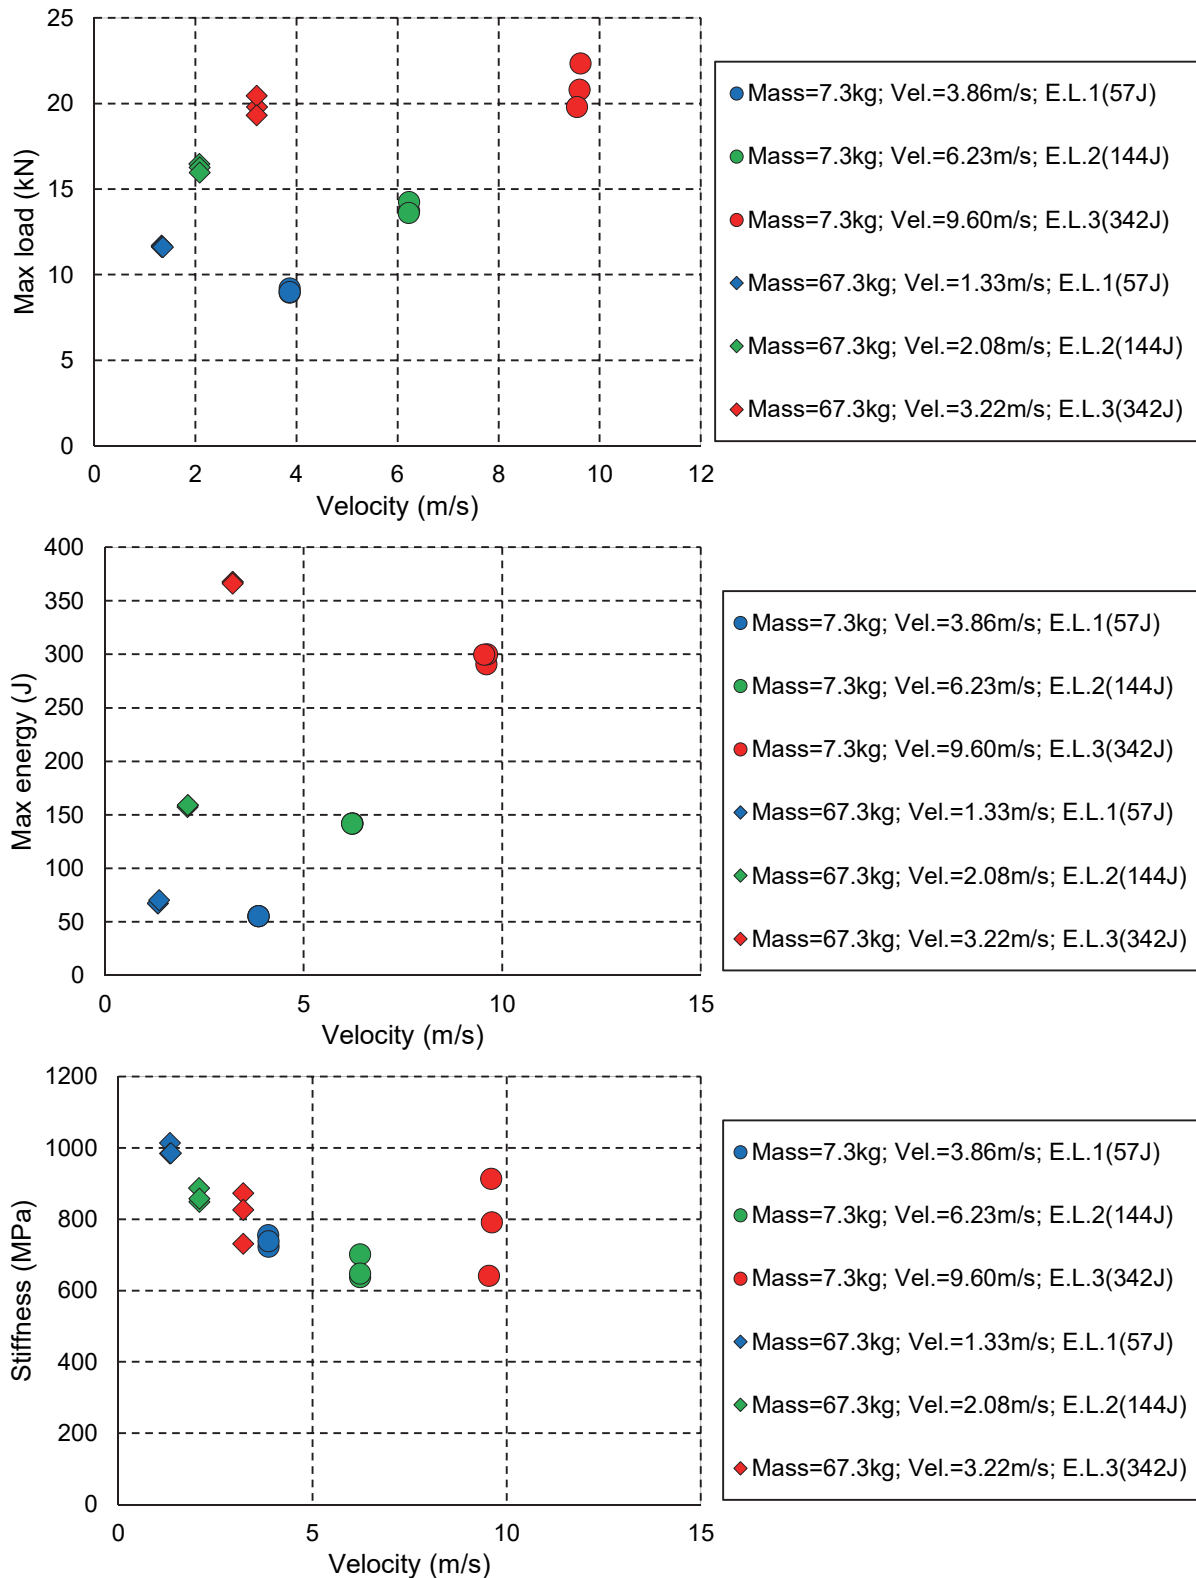 25
20
15
10
5
0
Max load (kN)
0 2 4 6 8 10 12
Velocity (m/s)
Mass=7.3kg; Vel.=3.86m/s; E.L.1(57J)
Mass=7.3kg; Vel.=6.23m/s; E.L.2(144J)
Mass=7.3kg; Vel.=9.60m/s; E.L.3(342J)
Mass=67.3kg; Vel.=1.33m/s; E.L.1(57J)
Mass=67.3kg; Vel.=2.08m/s; E.L.2(144J)
Mass=67.3kg; Vel.=3.22m/s; E.L.3(342J)
400
350
300
250
200
150
100
50
0
Max energy (J)
0 5 10 15
Velocity (m/s)
Mass=7.3kg; Vel.=3.86m/s; E.L.1(57J)
Mass=7.3kg; Vel.=6.23m/s; E.L.2(144J)
Mass=7.3kg; Vel.=9.60m/s; E.L.3(342J)
Mass=67.3kg; Vel.=1.33m/s; E.L.1(57J)
Mass=67.3kg; Vel.=2.08m/s; E.L.2(144J)
Mass=67.3kg; Vel.=3.22m/s; E.L.3(342J)
1200
1000
800
600
400
200
0
Stiffness (MPa)
0 5 10 15
Velocity (m/s)
Mass=7.3kg; Vel.=3.86m/s; E.L.1(57J)
Mass=7.3kg; Vel.=6.23m/s; E.L.2(144J)
Mass=7.3kg; Vel.=9.60m/s; E.L.3(342J)
Mass=67.3kg; Vel.=1.33m/s; E.L.1(57J)
Mass=67.3kg; Vel.=2.08m/s; E.L.2(144J)
Mass=67.3kg; Vel.=3.22m/s; E.L.3(342J)